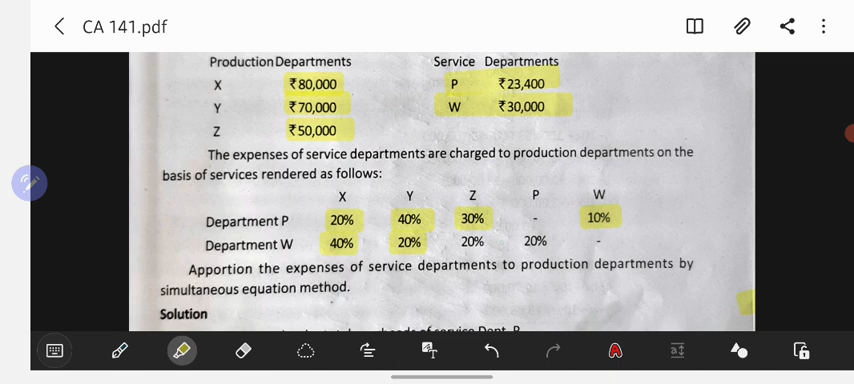 CA 141.pdf
Production Departments Service Departments
X ₹80,000 P ₹23,400
Y ₹70,000 W ₹30,000
Z ₹50,000
The expenses of service departments are charged to production departments on the
basis of services rendered as follows:
X Y Z P W
Department P 20% 40% 30% - 10%
Department W 40% 20% 20% 20% -
Apportion the expenses of service departments to production departments by
simultaneous equation method.
Solution